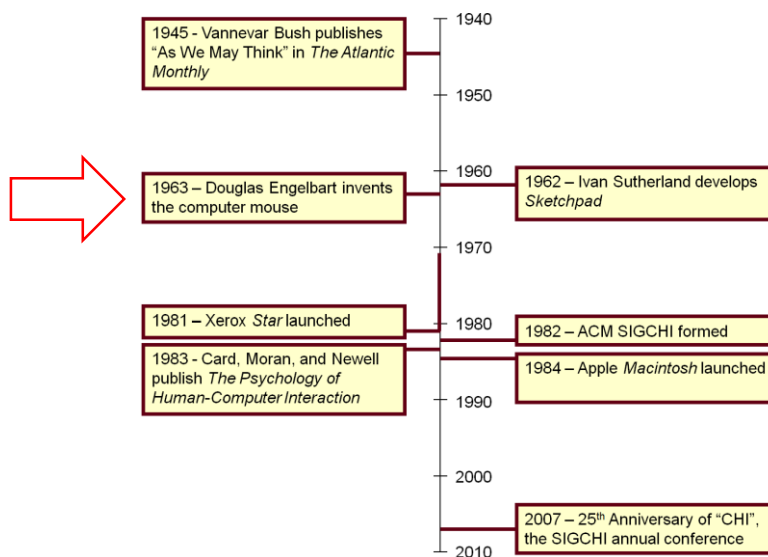 1940
1945 - Vannevar Bush publishes
“As We May Think” in The Atlantic
Monthly
1950
1960
1963 – Douglas Engelbart invents
the computer mouse
1962 – Ivan Sutherland develops
Sketchpad
1970
1981 – Xerox Star launched
1980
1982 – ACM SIGCHI formed
1983 - Card, Moran, and Newell
publish The Psychology of
Human-Computer Interaction
1984 – Apple Macintosh launched
1990
2000
2007 – 25th Anniversary of “CHI”,
the SIGCHI annual conference
2010